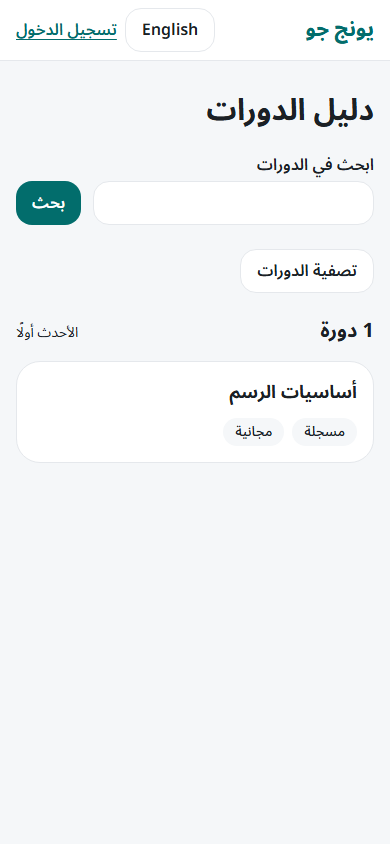 يونج جو
English
تسجيل الدخول
دليل الدورات
ابحث في الدورات
بحث
تصفية الدورات
1 دورة
الأحدث أولًا
أساسيات الرسم
مسجلة
مجانية